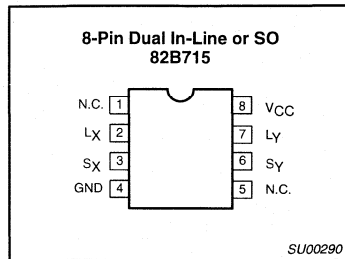 8-Pin Dual In-Line or SO
82B715
N.C. 1 8 VCC
LX 2 7 LY
SX 3 6 SY
GND 4 5 N.C.
SU00290